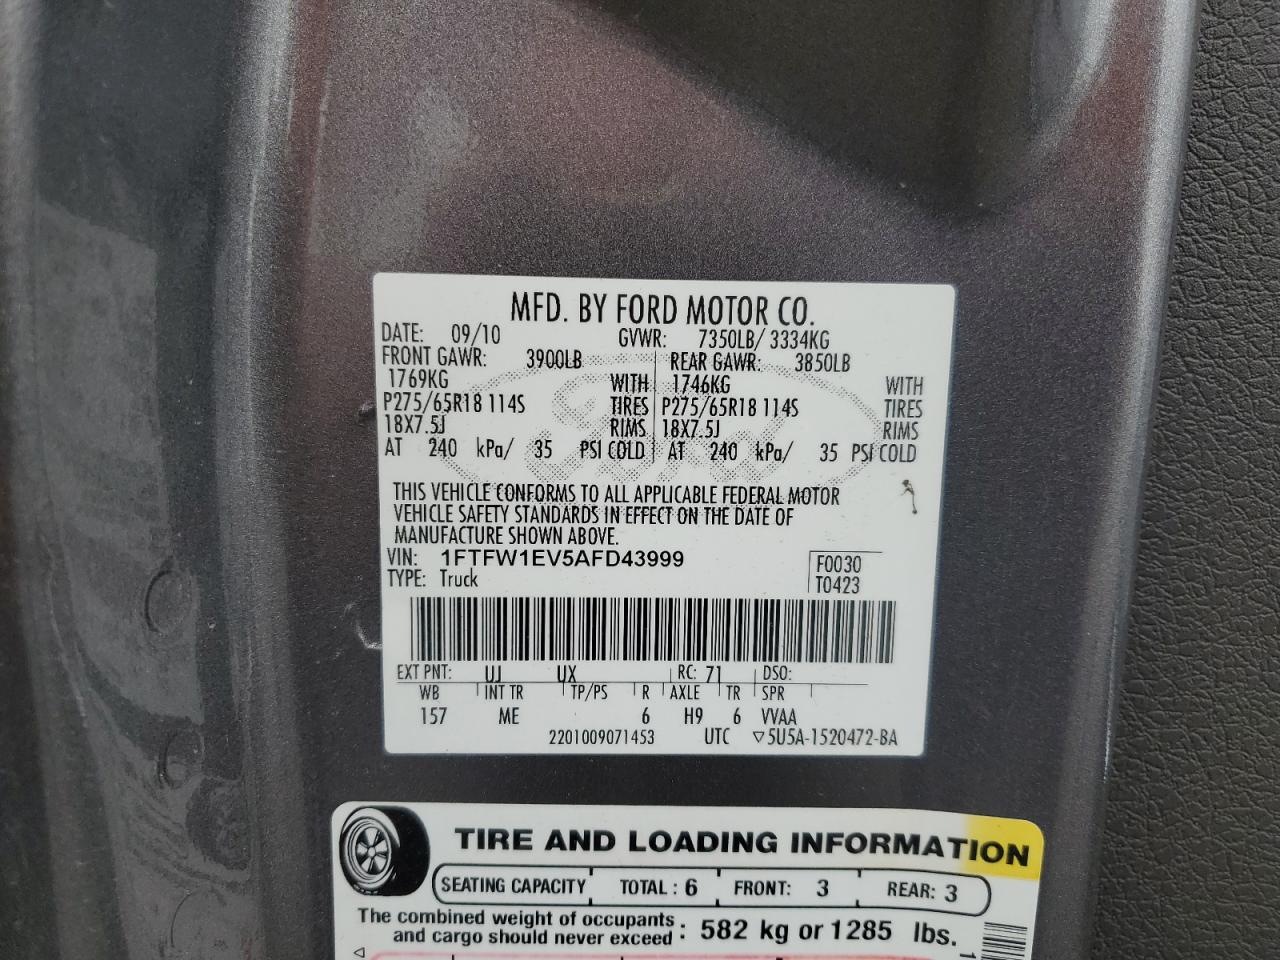 MFD. BY FORD MOTOR CO.
DATE: 09/10 GVWR: 7350LB/ 3334KG
FRONT GAWR: 3900LB REAR GAWR: 3850LB
1769KG WITH 1746KG WITH
P275/65R18 114S TIRES P275/65R18 114S TIRES
18X7.5J RIMS 18X7.5J RIMS
AT 240 kPa/ 35 PSI COLD AT 240 kPa/ 35 PSI COLD
THIS VEHICLE CONFORMS TO ALL APPLICABLE FEDERAL MOTOR
VEHICLE SAFETY STANDARDS IN EFFECT ON THE DATE OF
MANUFACTURE SHOWN ABOVE.
VIN: 1FTFW1EV5AFD43999 F0030
TYPE: Truck T0423
EXT PNT: UJ UX RC: 71 DSO:
WB INT TR TP/PS R AXLE TR SPR
157 ME 6 H9 6 VVAA
2201009071453 UTC ▽5U5A-1520472-BA
TIRE AND LOADING INFORMATION
SEATING CAPACITY TOTAL : 6 FRONT: 3 REAR: 3
The combined weight of occupants
and cargo should never exceed : 582 kg or 1285 lbs.